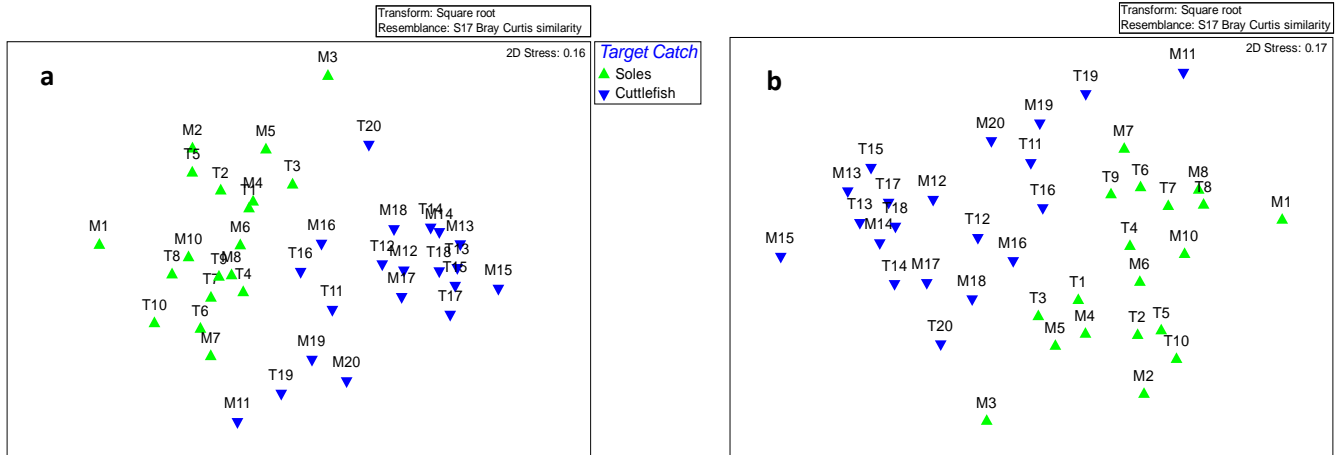 Transform: Square root
Resemblance: S17 Bray Curtis similarity
2D Stress: 0.16
a
M3
T20
M2
M5
T5
T2
T3
M4
T1
M1
M6
M16
M18
T14
M14
M13
M10
T8
T9
M8
T4
T7
T16
T12
M12
T18
T13
T15
M15
M17
T17
T10
T6
T11
M7
M19
M20
T19
M11
Target Catch
Soles
Cuttlefish
Transform: Square root
Resemblance: S17 Bray Curtis similarity
2D Stress: 0.17
b
M11
T19
M19
M20
M7
T11
T15
M13
T17
M12
T6
T9
M8
T8
T7
T16
M1
T13
T18
M14
T12
T4
M10
M15
M16
T14
M17
M6
M18
T1
T3
M5
M4
T2
T5
T20
T10
M2
M3